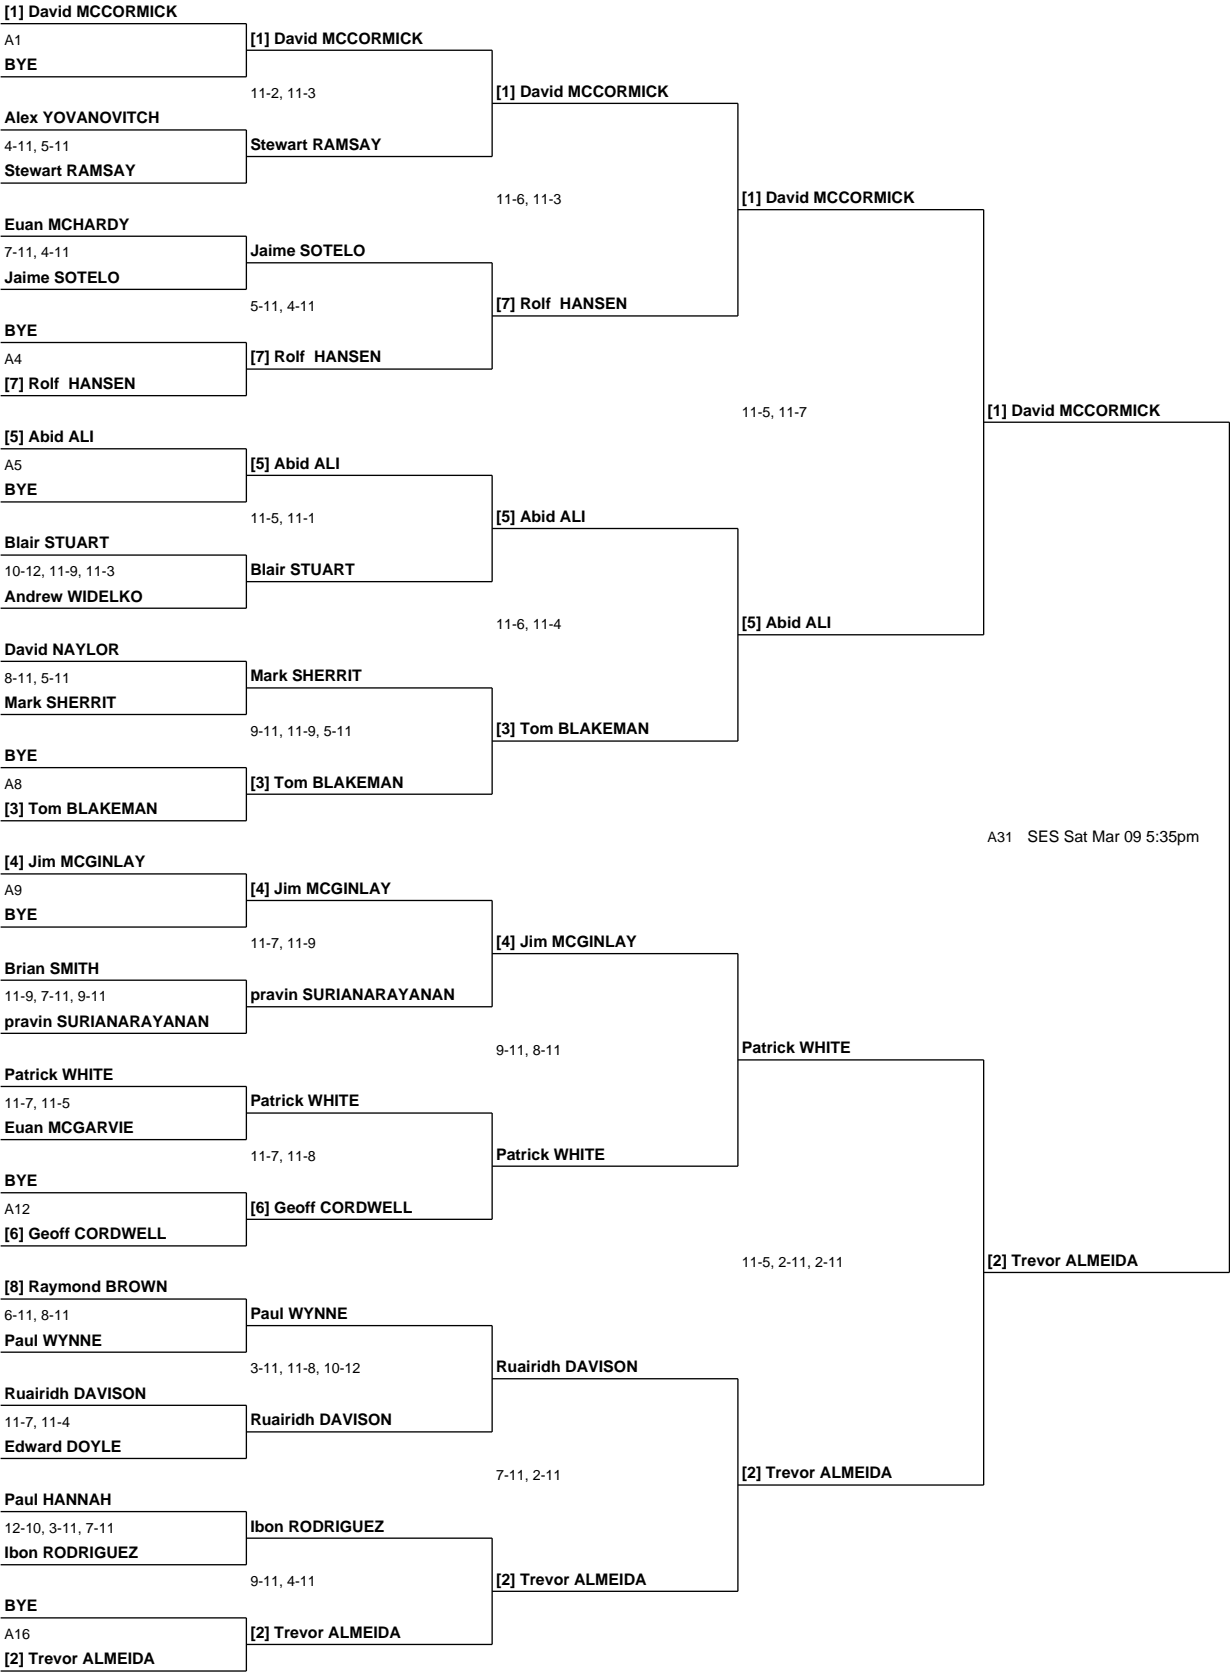 [1] David MCCORMICK
A1
[1] David MCCORMICK
BYE
11-2, 11-3
[1] David MCCORMICK
Alex YOVANOVITCH
4-11, 5-11
Stewart RAMSAY
Stewart RAMSAY
11-6, 11-3
[1] David MCCORMICK
Euan MCHARDY
7-11, 4-11
Jaime SOTELO
Jaime SOTELO
5-11, 4-11
[7] Rolf  HANSEN
BYE
A4
[7] Rolf  HANSEN
[7] Rolf  HANSEN
11-5, 11-7
[1] David MCCORMICK
[5] Abid ALI
A5
[5] Abid ALI
BYE
11-5, 11-1
[5] Abid ALI
Blair STUART
10-12, 11-9, 11-3
Blair STUART
Andrew WIDELKO
11-6, 11-4
[5] Abid ALI
David NAYLOR
8-11, 5-11
Mark SHERRIT
Mark SHERRIT
9-11, 11-9, 5-11
[3] Tom BLAKEMAN
BYE
A8
[3] Tom BLAKEMAN
[3] Tom BLAKEMAN
A31 SES Sat Mar 09 5:35pm
[4] Jim MCGINLAY
A9
[4] Jim MCGINLAY
BYE
11-7, 11-9
[4] Jim MCGINLAY
Brian SMITH
11-9, 7-11, 9-11
pravin SURIANARAYANAN
pravin SURIANARAYANAN
9-11, 8-11
Patrick WHITE
Patrick WHITE
11-7, 11-5
Patrick WHITE
Euan MCGARVIE
11-7, 11-8
Patrick WHITE
BYE
A12
[6] Geoff CORDWELL
[6] Geoff CORDWELL
11-5, 2-11, 2-11
[2] Trevor ALMEIDA
[8] Raymond BROWN
6-11, 8-11
Paul WYNNE
Paul WYNNE
3-11, 11-8, 10-12
Ruairidh DAVISON
Ruairidh DAVISON
11-7, 11-4
Ruairidh DAVISON
Edward DOYLE
7-11, 2-11
[2] Trevor ALMEIDA
Paul HANNAH
12-10, 3-11, 7-11
Ibon RODRIGUEZ
Ibon RODRIGUEZ
9-11, 4-11
[2] Trevor ALMEIDA
BYE
A16
[2] Trevor ALMEIDA
[2] Trevor ALMEIDA